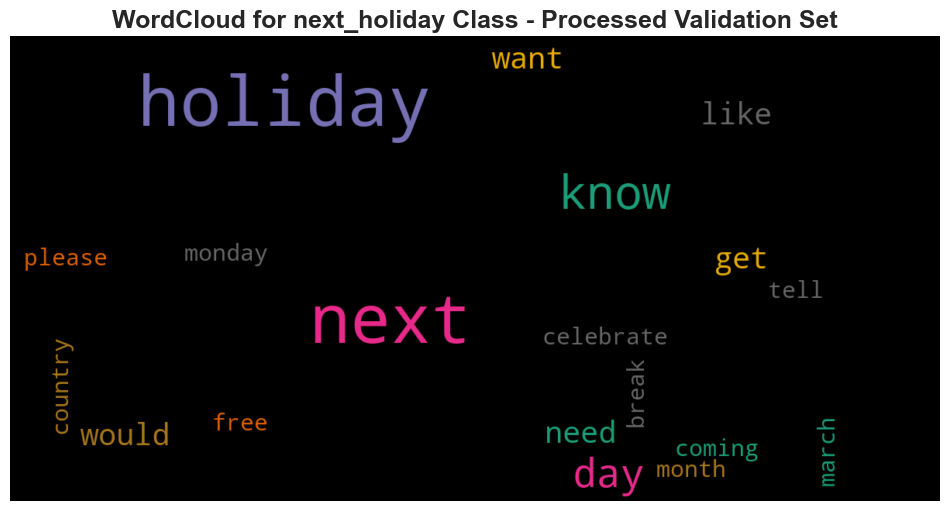 WordCloud for next_holiday Class - Processed Validation Set
want
holiday
like
know
please
monday
get
tell
next
celebrate
country
break
free
would
need
march
coming
day
month